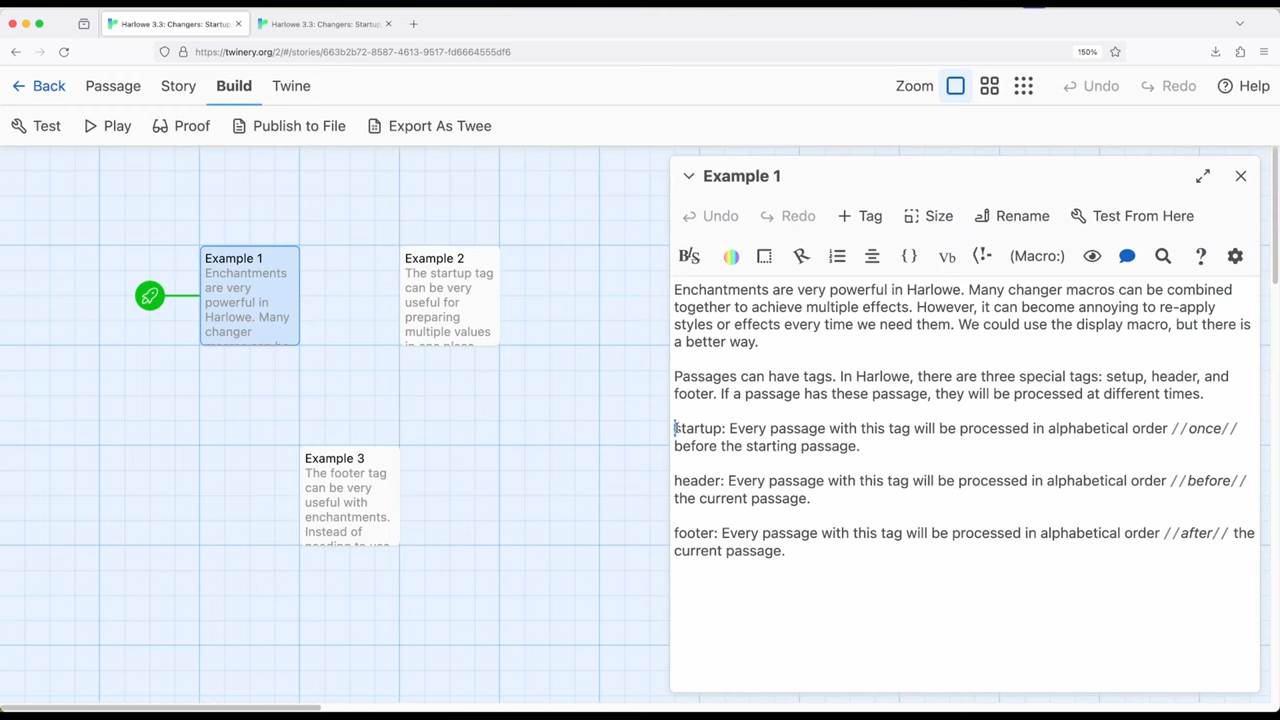 Harlowe 3.3: Changers: Startup,
Harlowe 3.3: Changers: Startup,
https://twinery.org/2/#/stories/663b2b72-8587-4613-9517-fd6664555df6
150%
Back Passage Story Build Twine Zoom Undo Redo Help
Test Play Proof Publish to File Export As Twee
Example 1
Enchantments
are very
powerful in
Harlowe. Many
changer
Example 2
The startup tag
can be very
useful for
preparing
multiple values
in one place
Example 3
The footer tag
can be very
useful with
enchantments.
Instead of
needing to use
Example 1
Undo Redo Tag Size Rename Test From Here
(Macro:)
Enchantments are very powerful in Harlowe. Many changer macros can be combined
together to achieve multiple effects. However, it can become annoying to re-apply
styles or effects every time we need them. We could use the display macro, but there is
a better way.
Passages can have tags. In Harlowe, there are three special tags: setup, header, and
footer. If a passage has these passage, they will be processed at different times.
startup: Every passage with this tag will be processed in alphabetical order //once//
before the starting passage.
header: Every passage with this tag will be processed in alphabetical order //before//
the current passage.
footer: Every passage with this tag will be processed in alphabetical order //after// the
current passage.